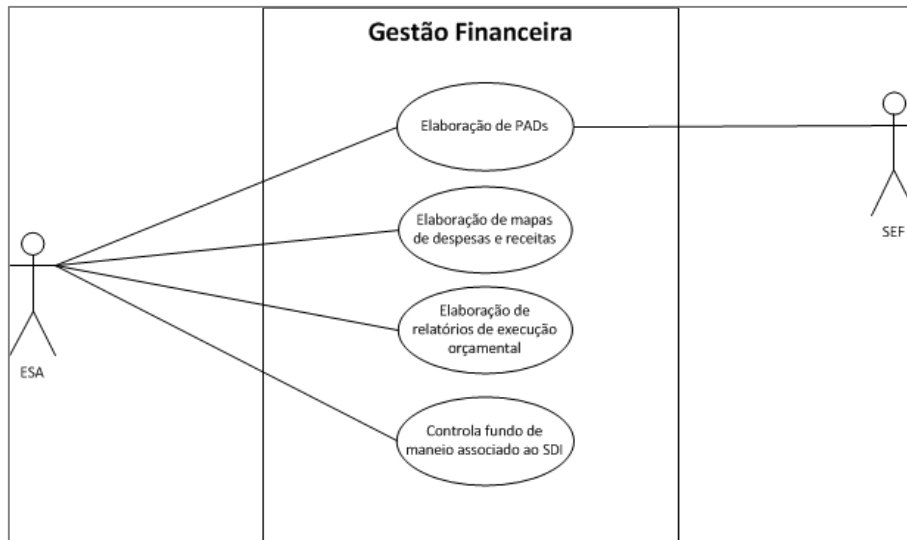 Gestão Financeira
Elaboração de PADs
Elaboração de mapas
de despesas e receitas
Elaboração de
relatórios de execução
orçamental
Controla fundo de
maneio associado ao SDI
ESA
SEF